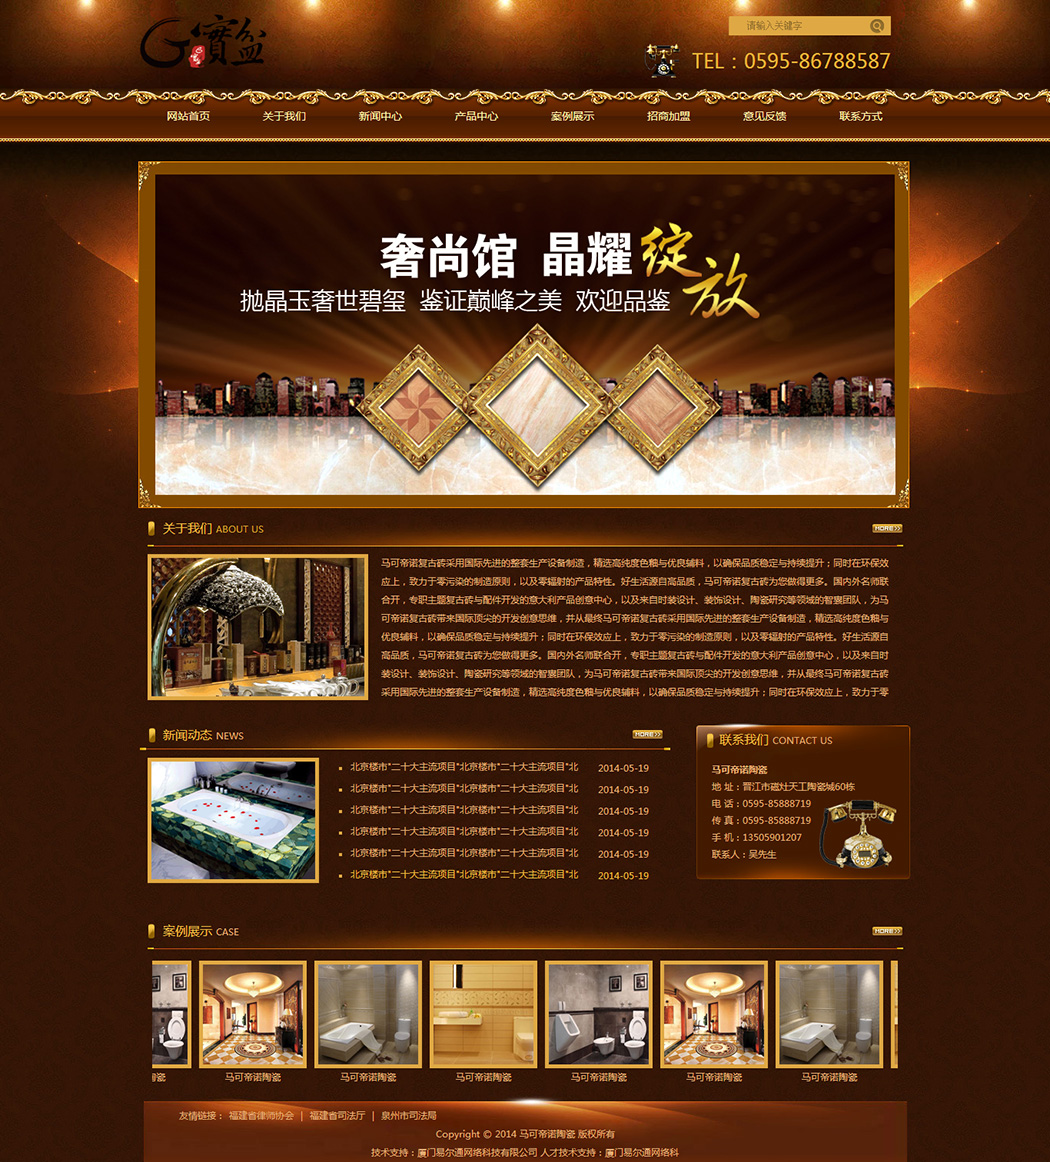 G寶盆
请输入关键字
TEL：0595-86788587
网站首页 关于我们 新闻中心 产品中心 案例展示 招商加盟 意见反馈 联系方式
奢尚馆 晶耀绽放
抛晶玉奢世碧玺 鉴证巅峰之美 欢迎品鉴
关于我们 ABOUT US
MORE>>
马可帝诺复古砖采用国际先进的整套生产设备制造，精选高纯度色釉与优良辅料，以确保品质稳定与持续提升；同时在环保效
应上，致力于零污染的制造原则，以及零辐射的产品特性。好生活源自高品质，马可帝诺复古砖为您做得更多。国内外名师联
合开，专职主题复古砖与配件开发的意大利产品创意中心，以及来自时装设计、装饰设计、陶瓷研究等领域的智囊团队，为马
可帝诺复古砖带来国际顶尖的开发创意思维，并从最终马可帝诺复古砖采用国际先进的整套生产设备制造，精选高纯度色釉与
优良辅料，以确保品质稳定与持续提升；同时在环保效应上，致力于零污染的制造原则，以及零辐射的产品特性。好生活源自
高品质，马可帝诺复古砖为您做得更多。国内外名师联合开，专职主题复古砖与配件开发的意大利产品创意中心，以及来自时
装设计、装饰设计、陶瓷研究等领域的智囊团队，为马可帝诺复古砖带来国际顶尖的开发创意思维，并从最终马可帝诺复古砖
采用国际先进的整套生产设备制造，精选高纯度色釉与优良辅料，以确保品质稳定与持续提升；同时在环保效应上，致力于零
新闻动态 NEWS
MORE>>
北京楼市"二十大主流项目"北京楼市"二十大主流项目"北 2014-05-19
北京楼市"二十大主流项目"北京楼市"二十大主流项目"北 2014-05-19
北京楼市"二十大主流项目"北京楼市"二十大主流项目"北 2014-05-19
北京楼市"二十大主流项目"北京楼市"二十大主流项目"北 2014-05-19
北京楼市"二十大主流项目"北京楼市"二十大主流项目"北 2014-05-19
北京楼市"二十大主流项目"北京楼市"二十大主流项目"北 2014-05-19
联系我们 CONTACT US
马可帝诺陶瓷
地 址：晋江市磁灶天工陶瓷城60栋
电 话：0595-85888719
传 真：0595-85888719
手 机：13505901207
联系人：吴先生
案例展示 CASE
MORE>>
瓷 马可帝诺陶瓷 马可帝诺陶瓷 马可帝诺陶瓷 马可帝诺陶瓷 马可帝诺陶瓷 马可帝诺陶瓷
友情链接： 福建省律师协会 | 福建省司法厅 | 泉州市司法局
Copyright © 2014 马可帝诺陶瓷 版权所有
技术支持：厦门易尔通网络科技有限公司 人才技术支持：厦门易尔通网络科